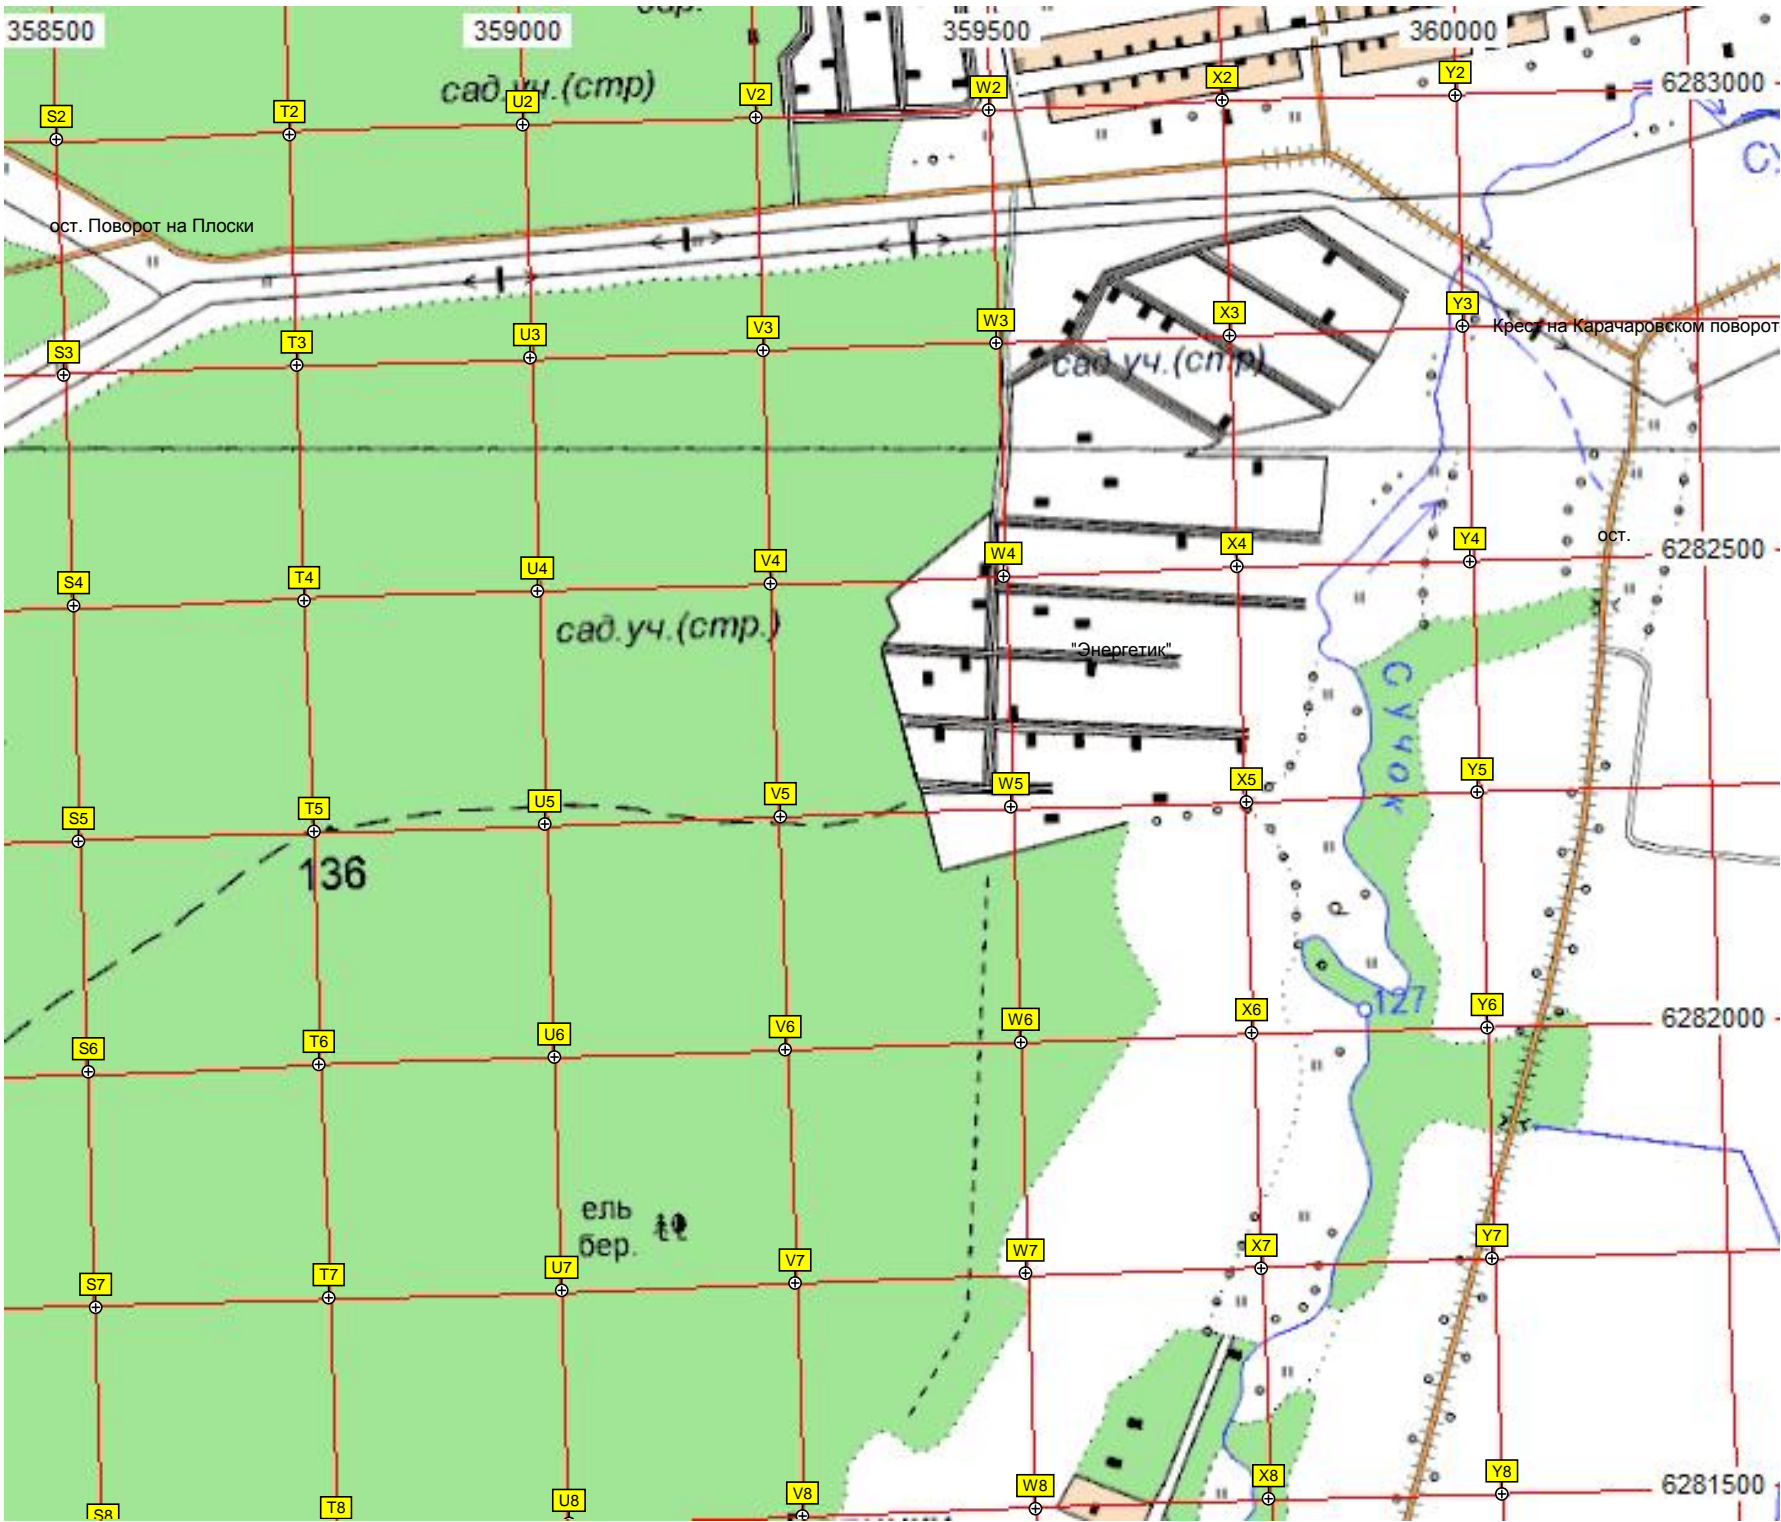 358500 359000 359500 360000
сад.уч.(стр)
S2 T2 U2 V2 W2 X2 Y2 6283000
ост. Поворот на Плоски
S3 T3 U3 V3 W3 X3 Y3
Крест на Карачаровском поворот
сад уч.(стр)
ост.
S4 T4 U4 V4 W4 X4 Y4 6282500
сад.уч.(стр.)
"Энергетик"
Сучок
S5 T5 U5 V5 W5 X5 Y5
136
127
S6 T6 U6 V6 W6 X6 Y6 6282000
ель
бер.
S7 T7 U7 V7 W7 X7 Y7
S8 T8 U8 V8 W8 X8 Y8 6281500